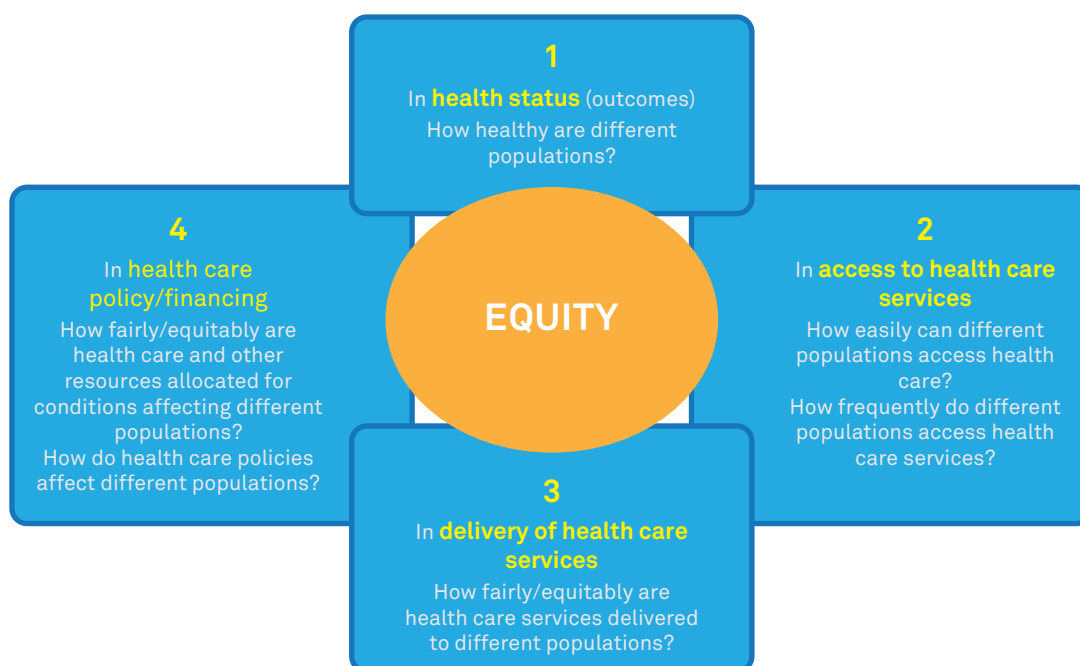 1
In health status (outcomes)
How healthy are different
populations?
EQUITY
2
In access to health care
services
How easily can different
populations access health
care?
How frequently do different
populations access health
care services?
3
In delivery of health care
services
How fairly/equitably are
health care services delivered
to different populations?
4
In health care
policy/financing
How fairly/equitably are
health care and other
resources allocated for
conditions affecting different
populations?
How do health care policies
affect different populations?